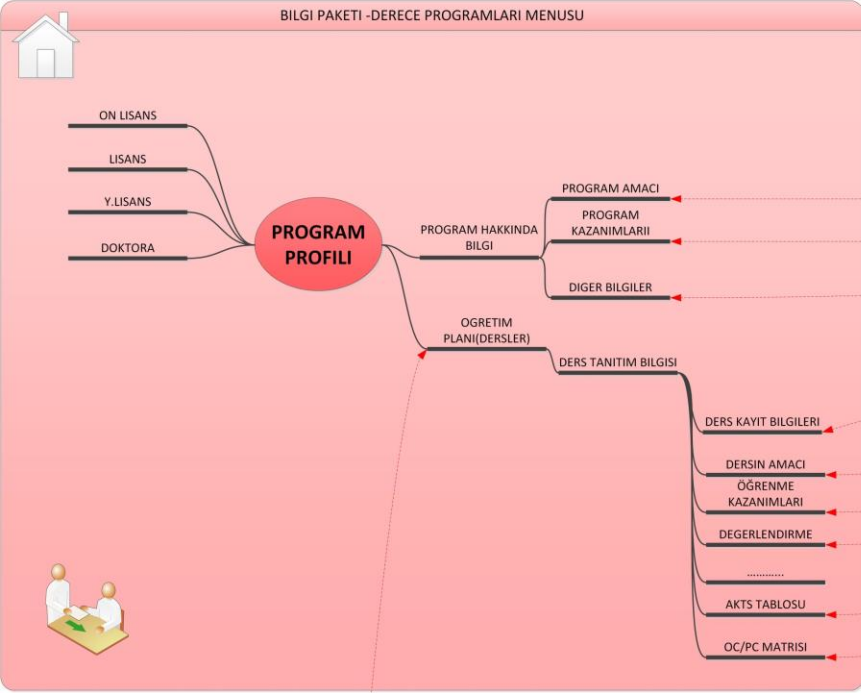 BILGI PAKETI -DERECE PROGRAMLARI MENUSU
ON LISANS
LISANS
Y.LISANS
DOKTORA
PROGRAM
PROFILI
PROGRAM HAKKINDA
BILGI
PROGRAM AMACI
PROGRAM
KAZANIMLARII
DIGER BILGILER
OGRETIM
PLANI(DERSLER)
DERS TANITIM BILGISI
DERS KAYIT BILGILERI
DERSIN AMACI
ÖĞRENME
KAZANIMLARI
DEGERLENDIRME
............
AKTS TABLOSU
OC/PC MATRISI